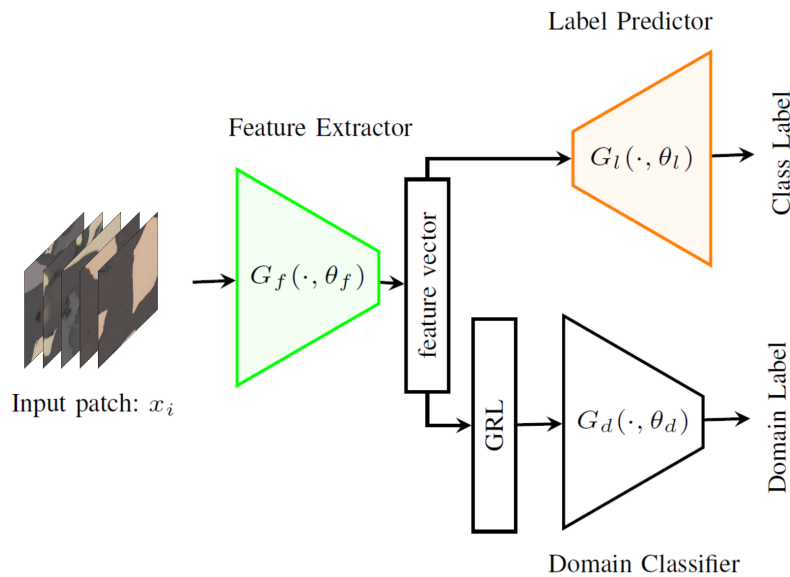 Label Predictor
Feature Extractor
G_l(·, θ_l)
Class Label
G_f(·, θ_f)
feature vector
Input patch: x_i
GRL
G_d(·, θ_d)
Domain Label
Domain Classifier